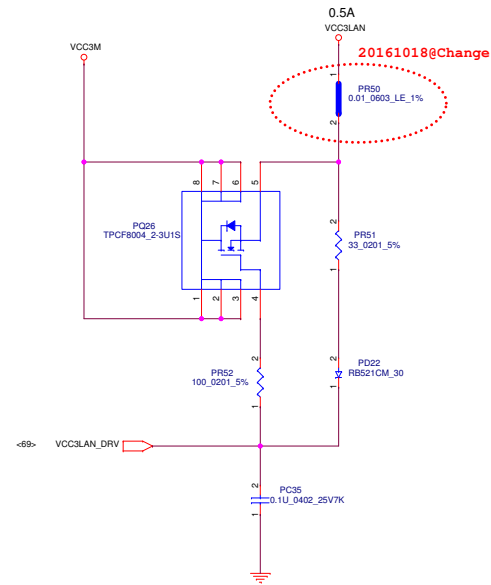 0.5A
VCC3LAN
VCC3M
20161018@Change
1
PR50
0.01_0603_LE_1%
2
8
7
6
5
PQ26
TPCF8004_2-3U1S
2
PR51
33_0201_5%
1
1
2
3
4
2
PR52
100_0201_5%
1
2
PD22
RB521CM_30
1
<69>
VCC3LAN_DRV
2
PC35
0.1U_0402_25V7K
1